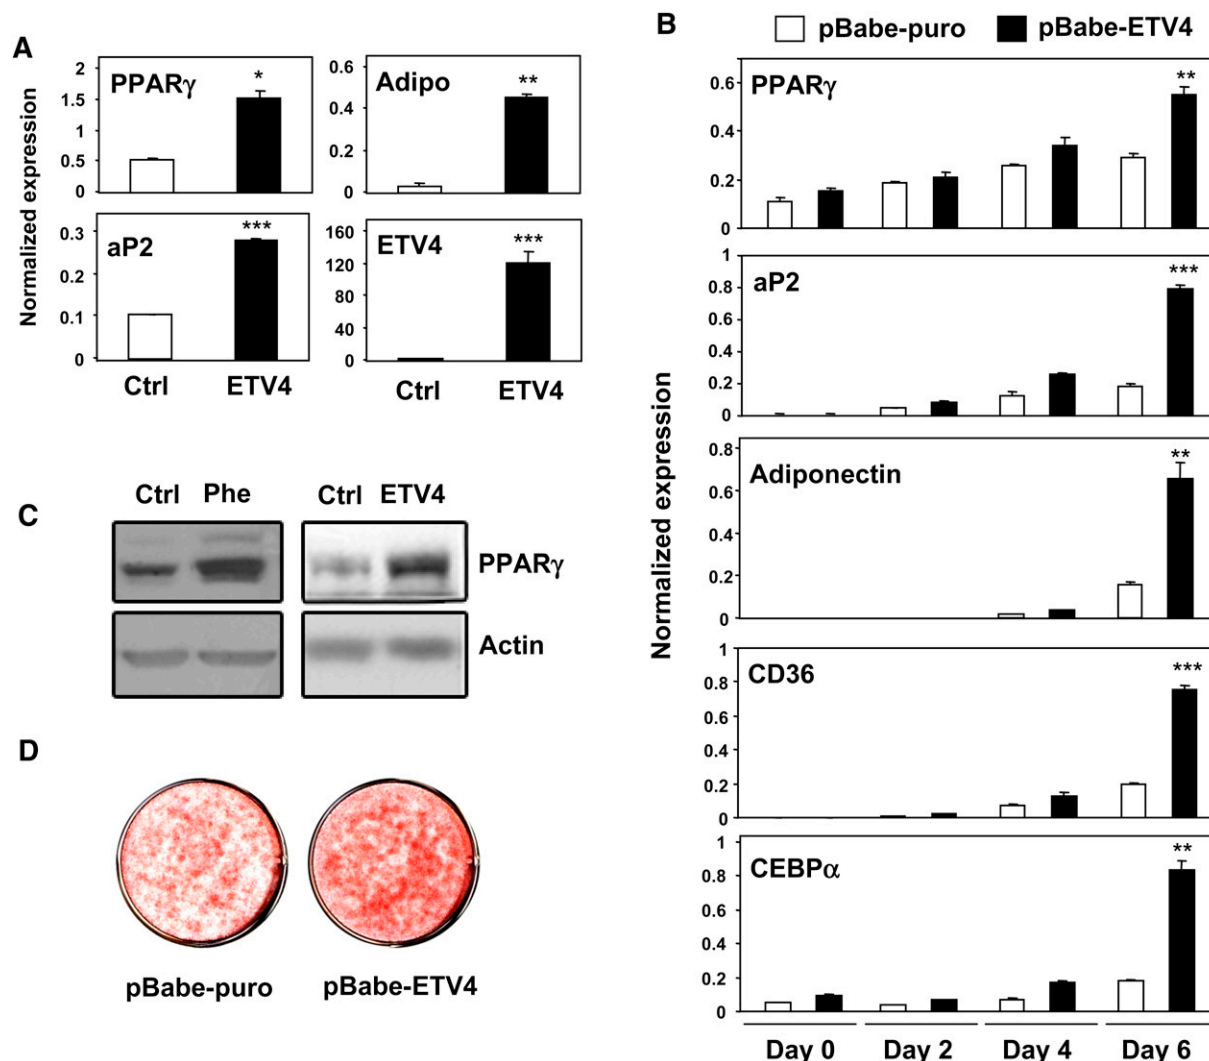 A
Normalized expression
PPARγ
2
1.5
1
0.5
0
*
Adipo
0.6
0.4
0.2
0
**
aP2
0.3
0.2
0.1
0
***
ETV4
160
120
80
40
0
***
Ctrl ETV4
Ctrl ETV4
C
Ctrl Phe
Ctrl ETV4
PPARγ
Actin
D
pBabe-puro
pBabe-ETV4
B
pBabe-puro pBabe-ETV4
Normalized expression
PPARγ
0.6
0.4
0.2
0
**
aP2
1
0.8
0.6
0.4
0.2
0
***
Adiponectin
0.8
0.6
0.4
0.2
0
**
CD36
1
0.8
0.6
0.4
0.2
0
***
CEBPα
1
0.8
0.6
0.4
0.2
0
**
Day 0 Day 2 Day 4 Day 6